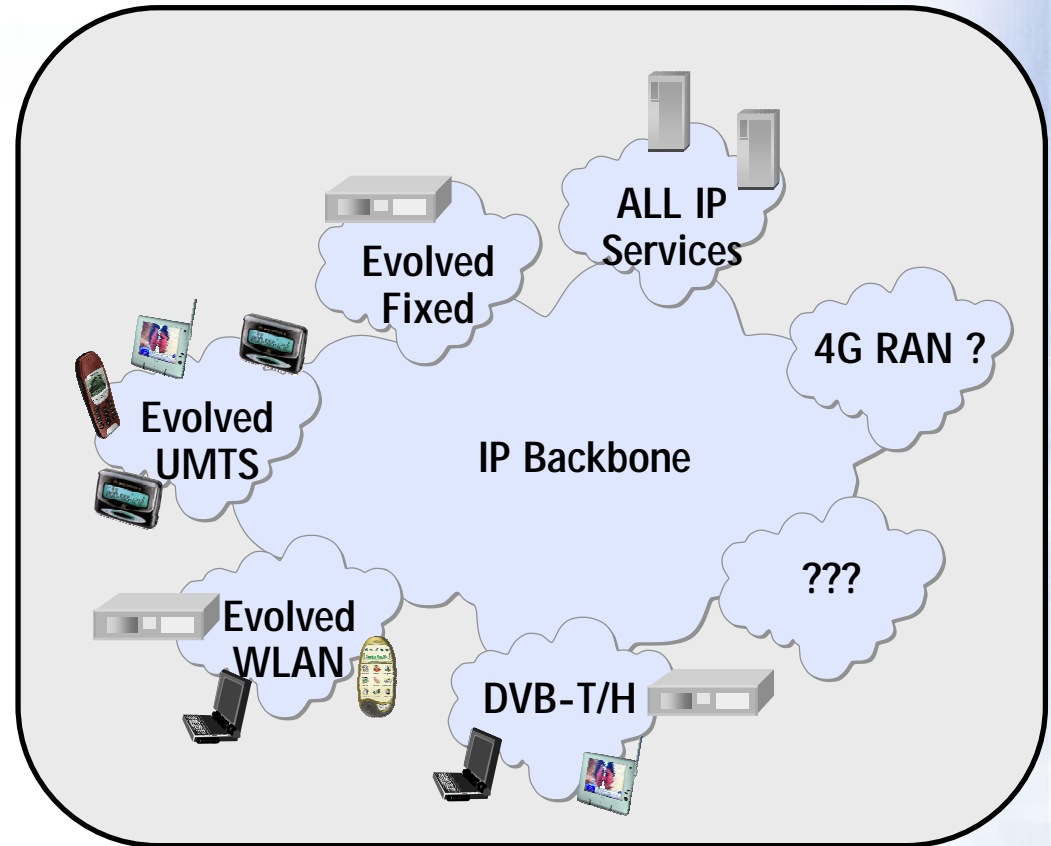 ALL IP
Services
Evolved
Fixed
4G RAN ?
Evolved
UMTS
IP Backbone
???
Evolved
WLAN
DVB-T/H